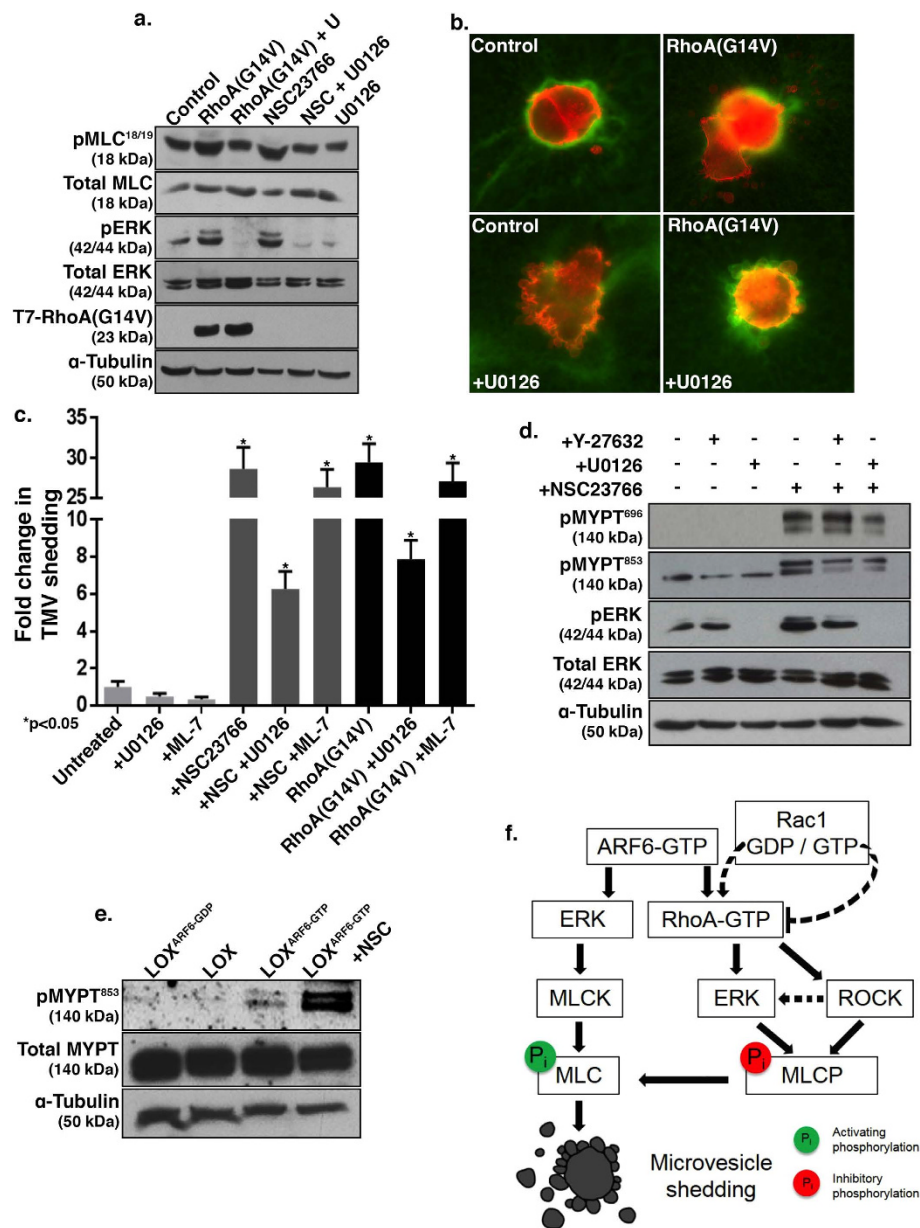 a.
Control
RhoA(G14V)
RhoA(G14V) + U
NSC23766
NSC + U0126
U0126
pMLC18/19
(18 kDa)
Total MLC
(18 kDa)
pERK
(42/44 kDa)
Total ERK
(42/44 kDa)
T7-RhoA(G14V)
(23 kDa)
α-Tubulin
(50 kDa)
b.
Control
RhoA(G14V)
Control
RhoA(G14V)
+U0126
+U0126
c.
Fold change in
TMV shedding
35
30
25
20
15
8
6
4
2
0
* * * * * *
*p<0.05
Untreated
+U0126
+ML-7
+NSC23766
+NSC +U0126
+NSC +ML-7
RhoA(G14V)
RhoA(G14V) +U0126
RhoA(G14V) +ML-7
d.
+Y-27632 - + - - + -
+U0126 - - + - - +
+NSC23766 - - - + + +
pMYPT696
(140 kDa)
pMYPT853
(140 kDa)
pERK
(42/44 kDa)
Total ERK
(42/44 kDa)
α-Tubulin
(50 kDa)
e.
LOXARF6-GDP
LOX
LOXARF6-GTP
LOXARF6-GTP
+NSC
pMYPT853
(140 kDa)
Total MYPT
(140 kDa)
α-Tubulin
(50 kDa)
f.
ARF6-GTP
Rac1
GDP / GTP
ERK
RhoA-GTP
MLCK
ERK
ROCK
Pi
MLC
Pi
MLCP
Microvesicle
shedding
Pi
Activating
phosphorylation
Pi
Inhibitory
phosphorylation